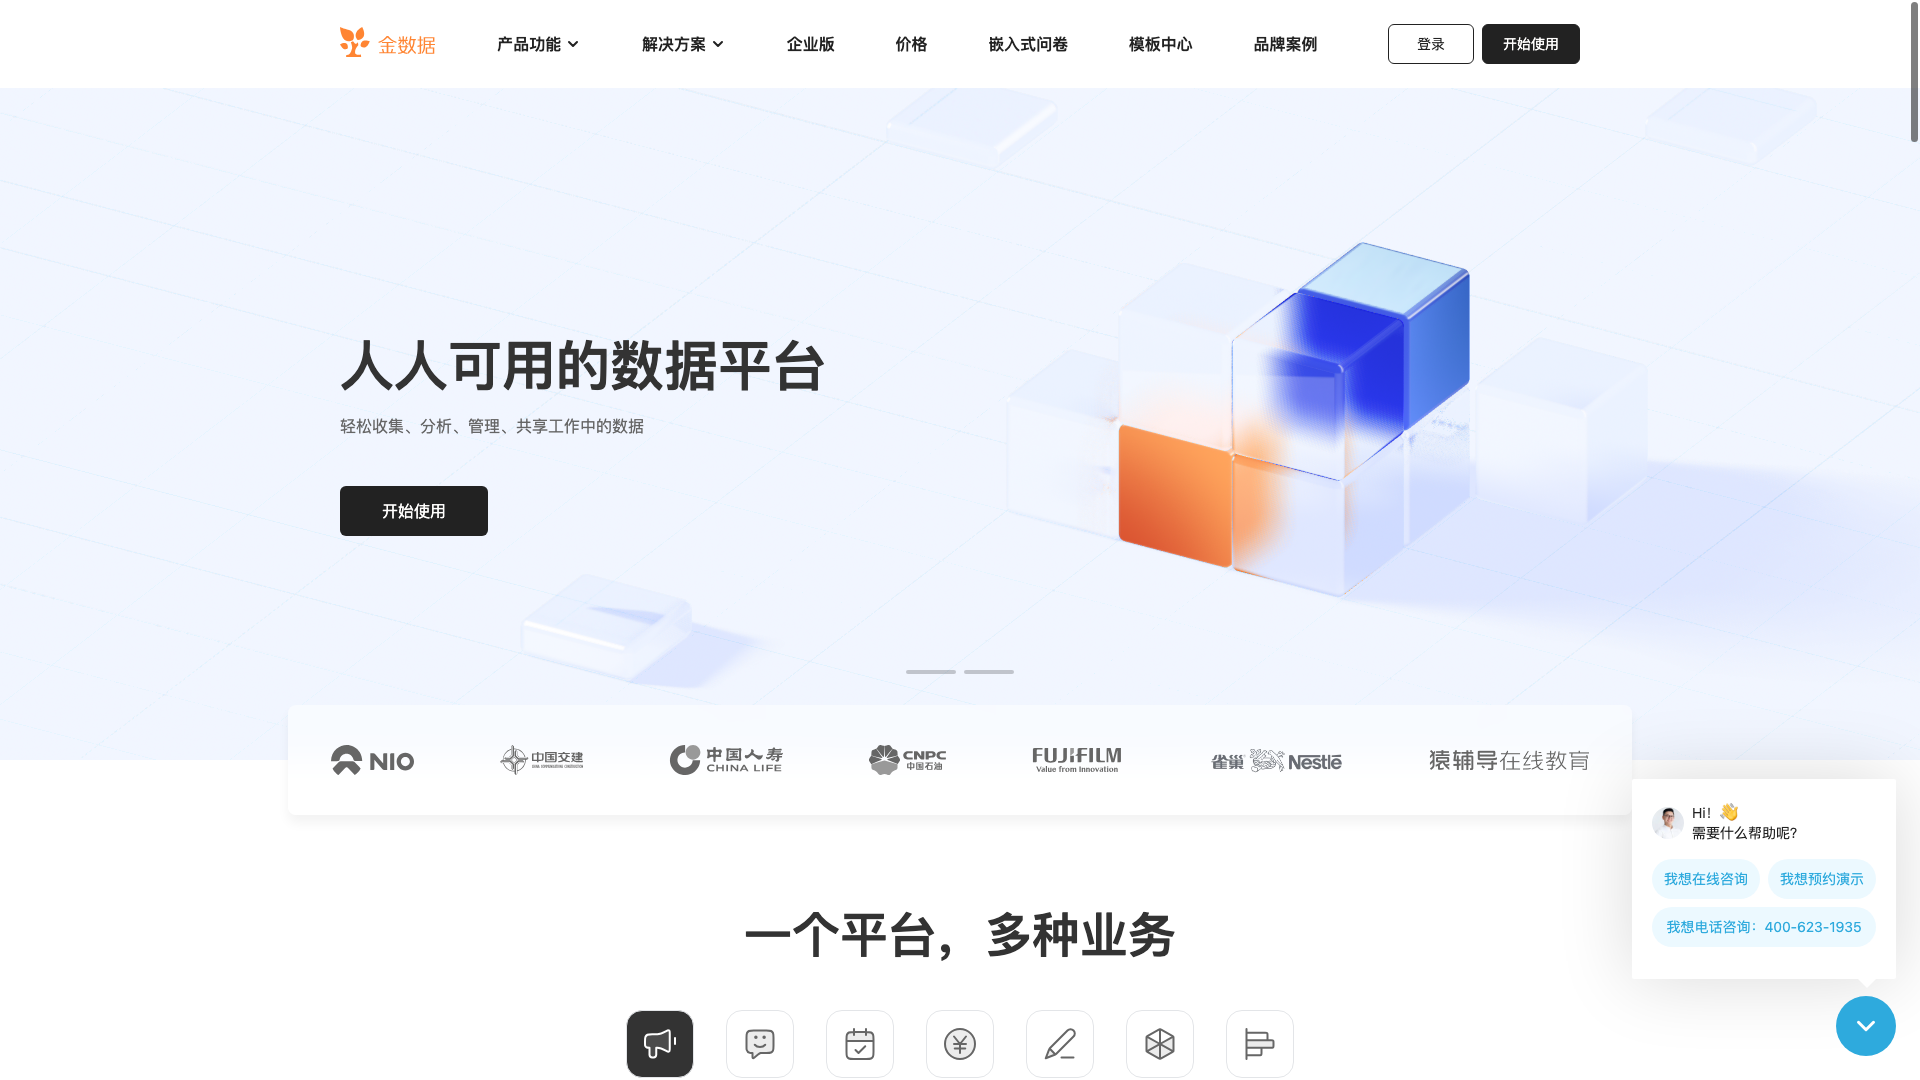 金数据
产品功能
解决方案
企业版
价格
嵌入式问卷
模板中心
品牌案例
登录
开始使用
人人可用的数据平台
轻松收集、分析、管理、共享工作中的数据
开始使用
NIO
中国交建
中国人寿
CHINA LIFE
CNPC
中国石油
FUJIFILM
Value from Innovation
雀巢 Nestlé
猿辅导在线教育
Hi! 👋
需要什么帮助呢?
我想在线咨询
我想预约演示
我想电话咨询: 400-623-1935
一个平台，多种业务